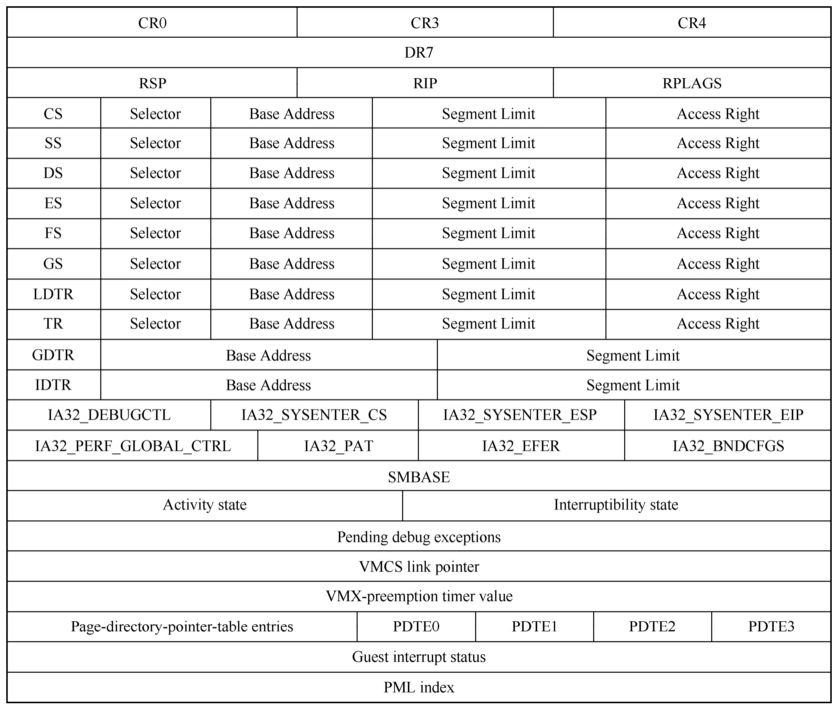 CR0 CR3 CR4
DR7
RSP RIP RPLAGS
CS Selector Base Address Segment Limit Access Right
SS Selector Base Address Segment Limit Access Right
DS Selector Base Address Segment Limit Access Right
ES Selector Base Address Segment Limit Access Right
FS Selector Base Address Segment Limit Access Right
GS Selector Base Address Segment Limit Access Right
LDTR Selector Base Address Segment Limit Access Right
TR Selector Base Address Segment Limit Access Right
GDTR Base Address Segment Limit
IDTR Base Address Segment Limit
IA32_DEBUGCTL IA32_SYSENTER_CS IA32_SYSENTER_ESP IA32_SYSENTER_EIP
IA32_PERF_GLOBAL_CTRL IA32_PAT IA32_EFER IA32_BNDCFGS
SMBASE
Activity state Interruptibility state
Pending debug exceptions
VMCS link pointer
VMX-preemption timer value
Page-directory-pointer-table entries PDTE0 PDTE1 PDTE2 PDTE3
Guest interrupt status
PML index